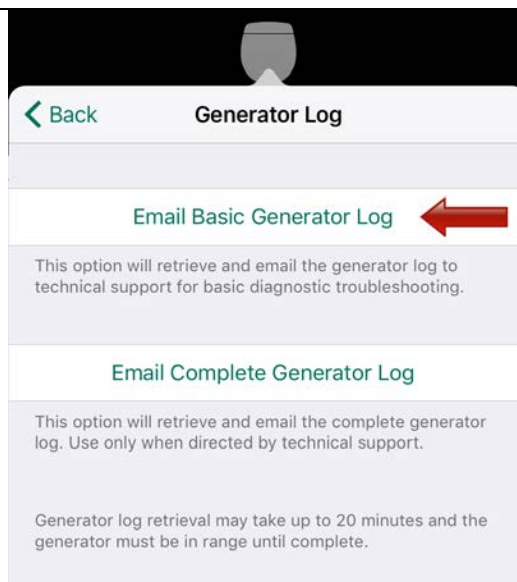 Back
Generator Log
Email Basic Generator Log
This option will retrieve and email the generator log to
technical support for basic diagnostic troubleshooting.
Email Complete Generator Log
This option will retrieve and email the complete generator
log. Use only when directed by technical support.
Generator log retrieval may take up to 20 minutes and the
generator must be in range until complete.